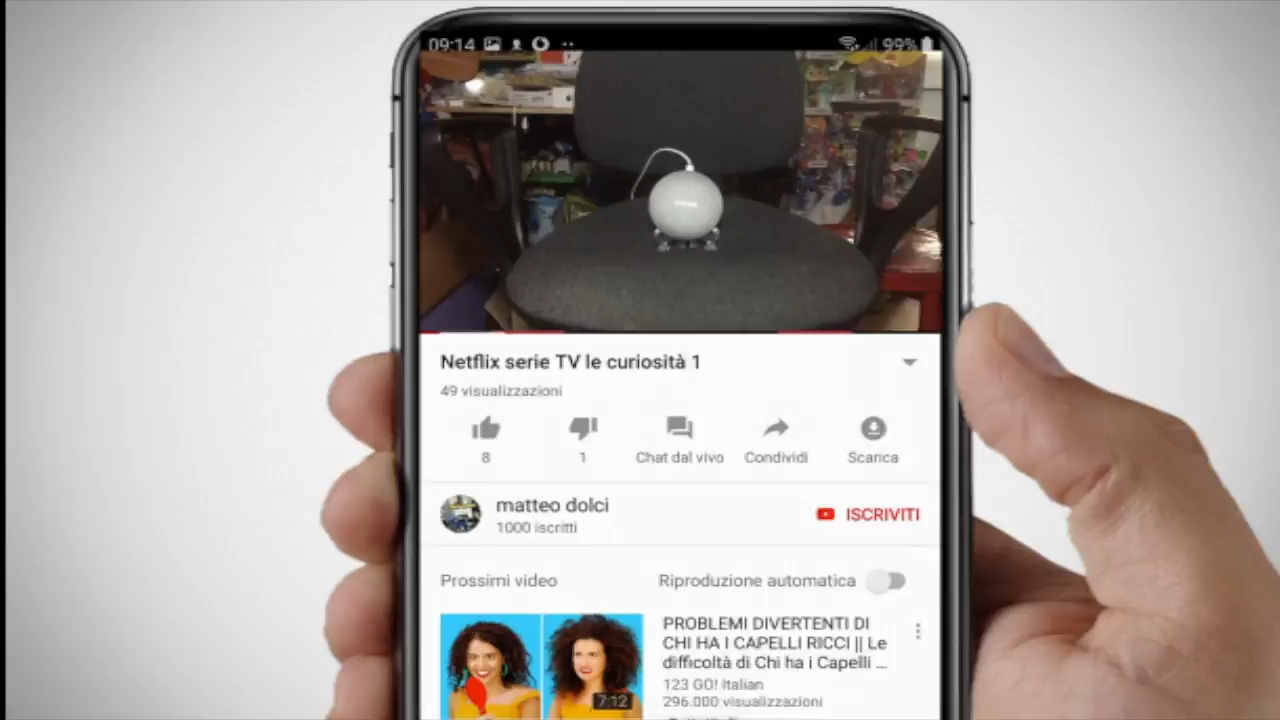 09:14 99%
Netflix serie TV le curiosità 1
49 visualizzazioni
8 1 Chat dal vivo Condividi Scarica
matteo dolci
1000 iscritti
ISCRIVITI
Prossimi video
Riproduzione automatica
PROBLEMI DIVERTENTI DI
CHI HA I CAPELLI RICCI || Le
difficoltà di Chi ha i Capelli ...
123 GO! Italian
296.000 visualizzazioni
7:12